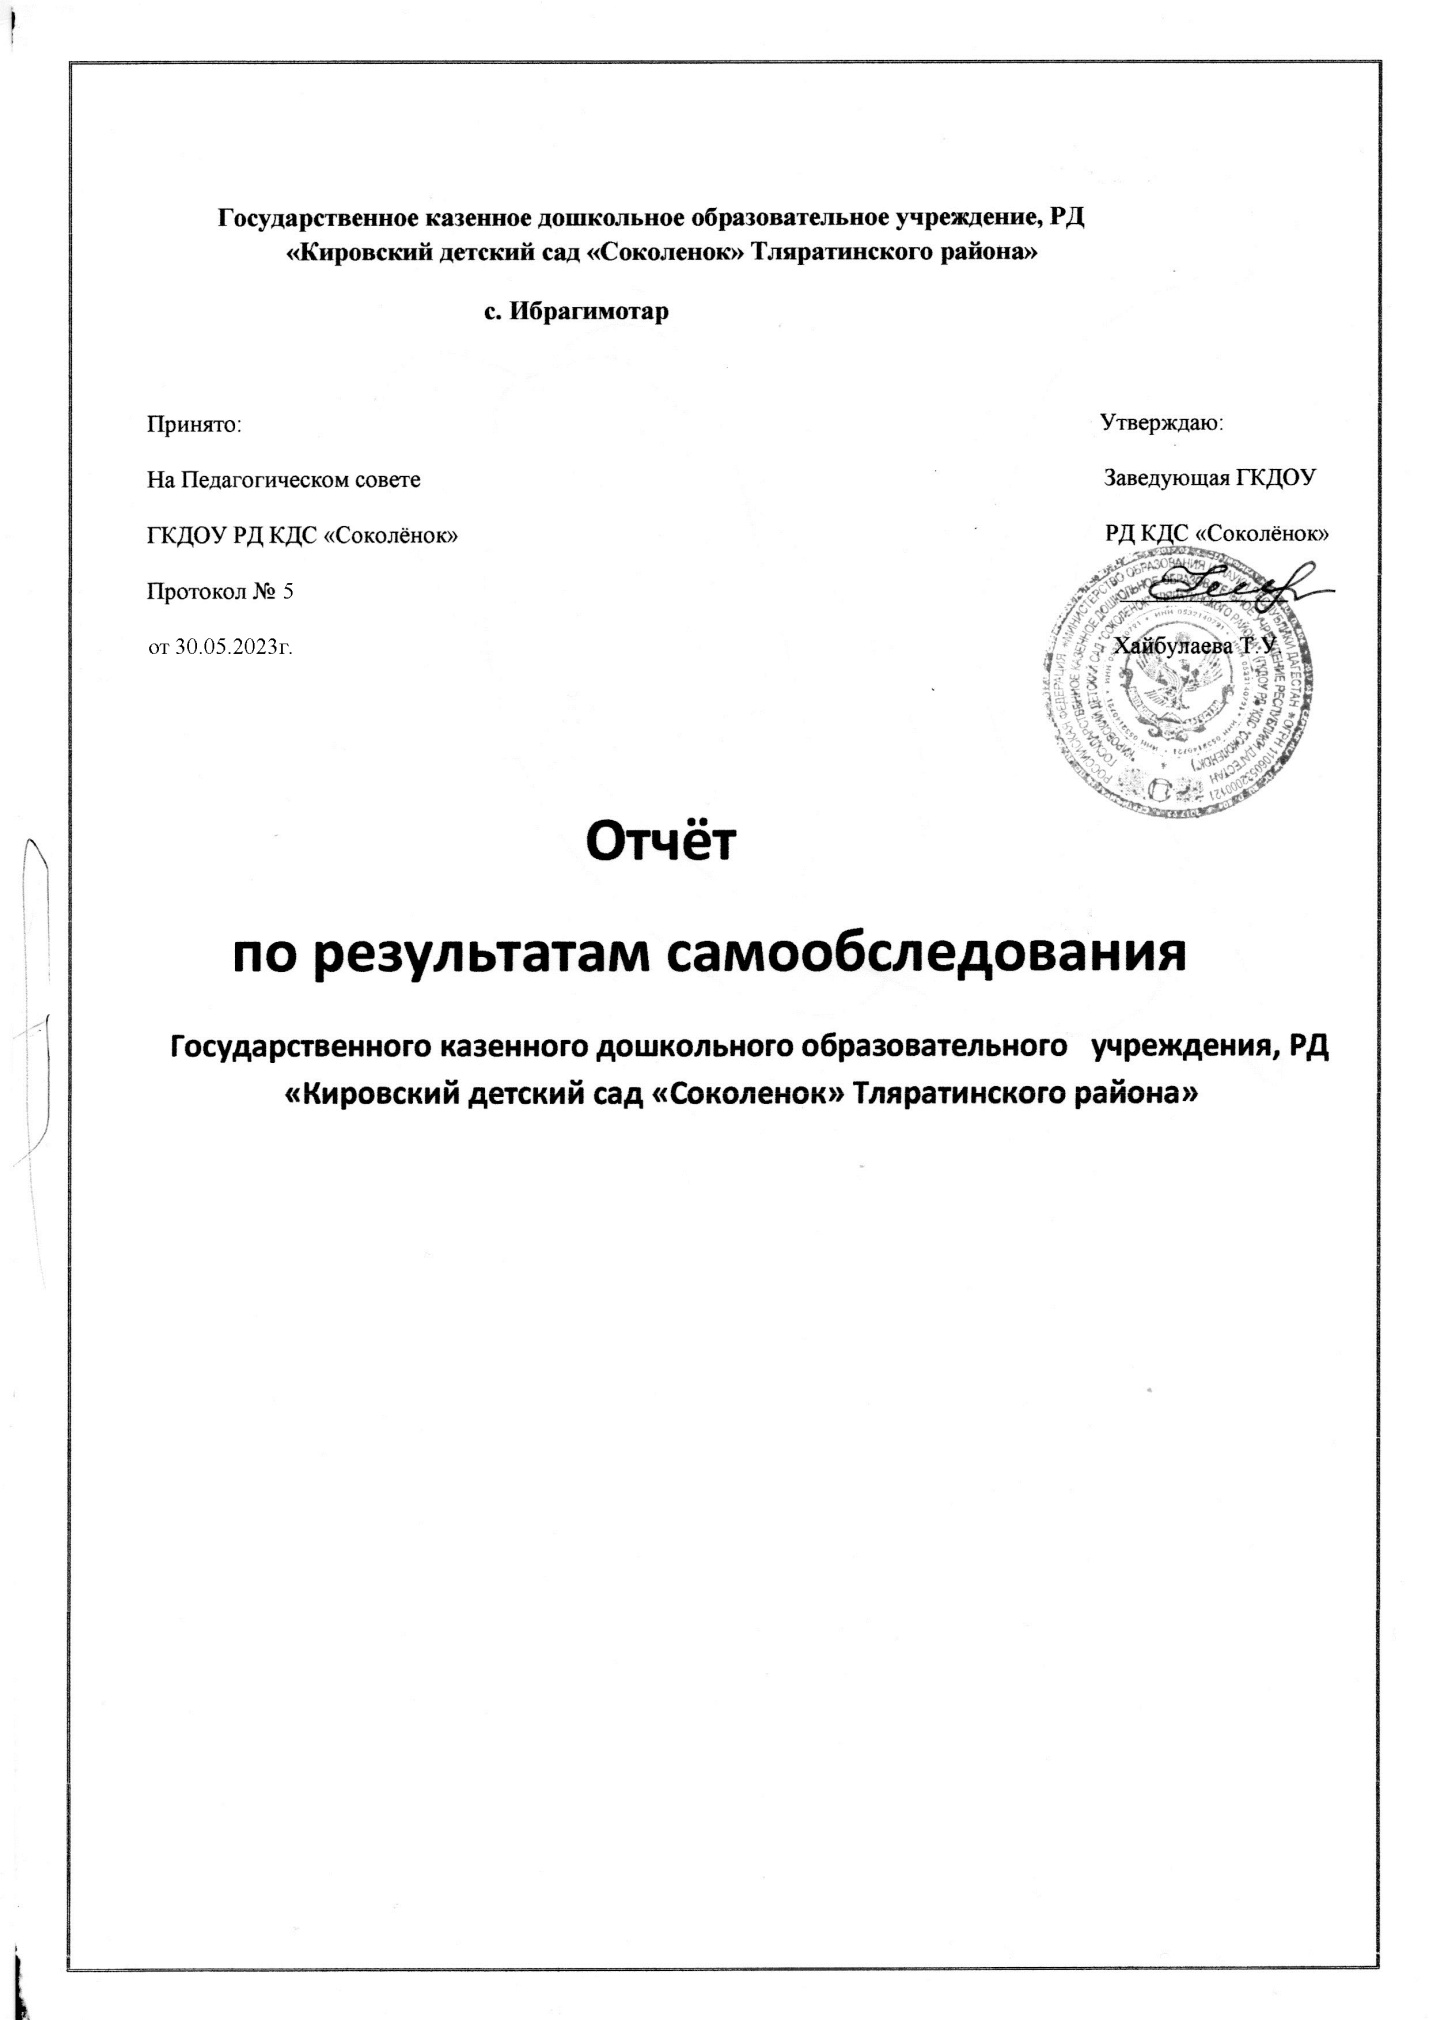 Государственное казенное дошкольное образовательное учреждение, РД
«Кировский детский сад «Соколенок» Тляратинского района»
с. Ибрагимотар
Принято: Утверждаю:
На Педагогическом совете Заведующая ГКДОУ
ГКДОУ РД КДС «Соколёнок» РД КДС «Соколёнок»
Протокол № 5
от 30.05.2023г. Хайбулаева Т.У.
Отчёт
по результатам самообследования
Государственного казенного дошкольного образовательного учреждения, РД
«Кировский детский сад «Соколенок» Тляратинского района»